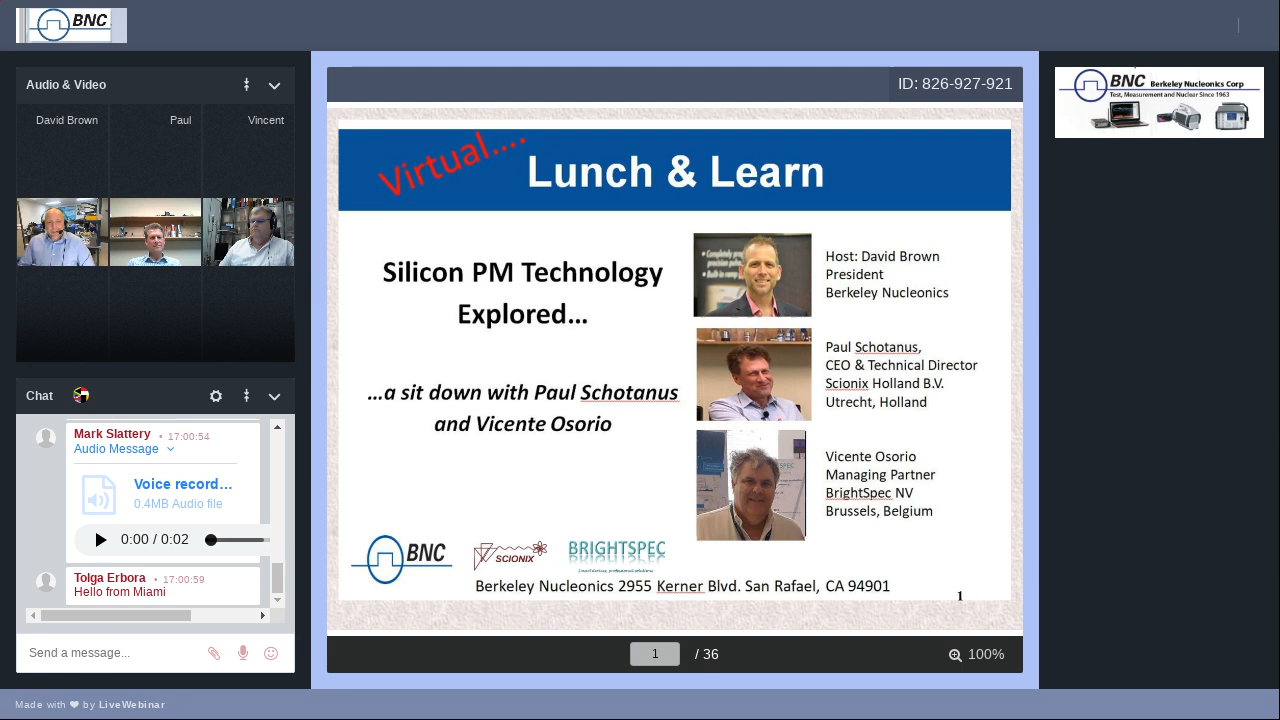 BNC
Audio & Video
David Brown
Paul
Vincent
Chat
Mark Slattery • 17:00:54
Audio Message
Voice record...
0.4MB Audio file
0:00 / 0:02
Tolga Erbora • 17:00:59
Hello from Miami
Send a message...
ID: 826-927-921
Virtual....
Lunch & Learn
Silicon PM Technology
Explored...
...a sit down with Paul Schotanus
and Vicente Osorio
Host: David Brown
President
Berkeley Nucleonics
Paul Schotanus,
CEO & Technical Director
Scionix Holland B.V.
Utrecht, Holland
Vicente Osorio
Managing Partner
BrightSpec NV
Brussels, Belgium
BNC
SCIONIX
BRIGHTSPEC
Berkeley Nucleonics 2955 Kerner Blvd. San Rafael, CA 94901
1
1 / 36
100%
BNC Berkeley Nucleonics Corp
Test, Measurement and Nuclear Since 1963
Made with ❤ by LiveWebinar